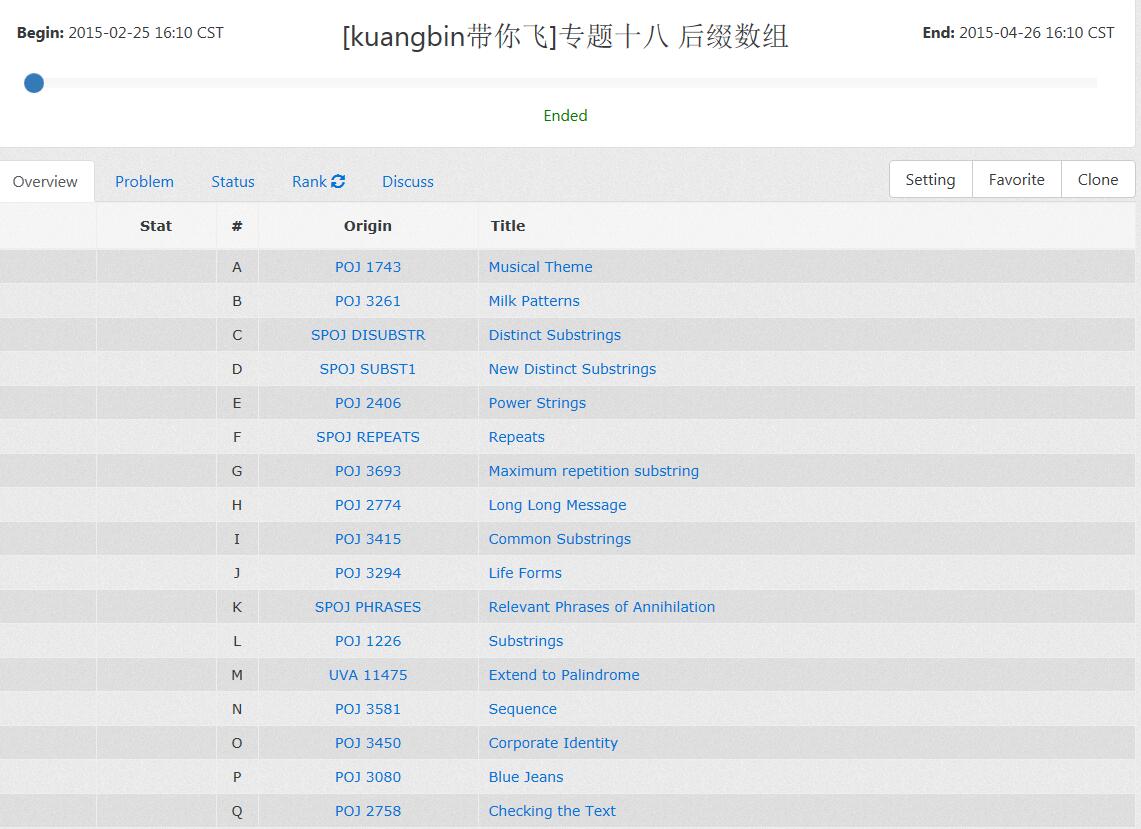 Begin: 2015-02-25 16:10 CST [kuangbin带你飞]专题十八 后缀数组 End: 2015-04-26 16:10 CST
Ended
Overview Problem Status Rank Discuss Setting Favorite Clone
Stat # Origin Title
A POJ 1743 Musical Theme
B POJ 3261 Milk Patterns
C SPOJ DISUBSTR Distinct Substrings
D SPOJ SUBST1 New Distinct Substrings
E POJ 2406 Power Strings
F SPOJ REPEATS Repeats
G POJ 3693 Maximum repetition substring
H POJ 2774 Long Long Message
I POJ 3415 Common Substrings
J POJ 3294 Life Forms
K SPOJ PHRASES Relevant Phrases of Annihilation
L POJ 1226 Substrings
M UVA 11475 Extend to Palindrome
N POJ 3581 Sequence
O POJ 3450 Corporate Identity
P POJ 3080 Blue Jeans
Q POJ 2758 Checking the Text